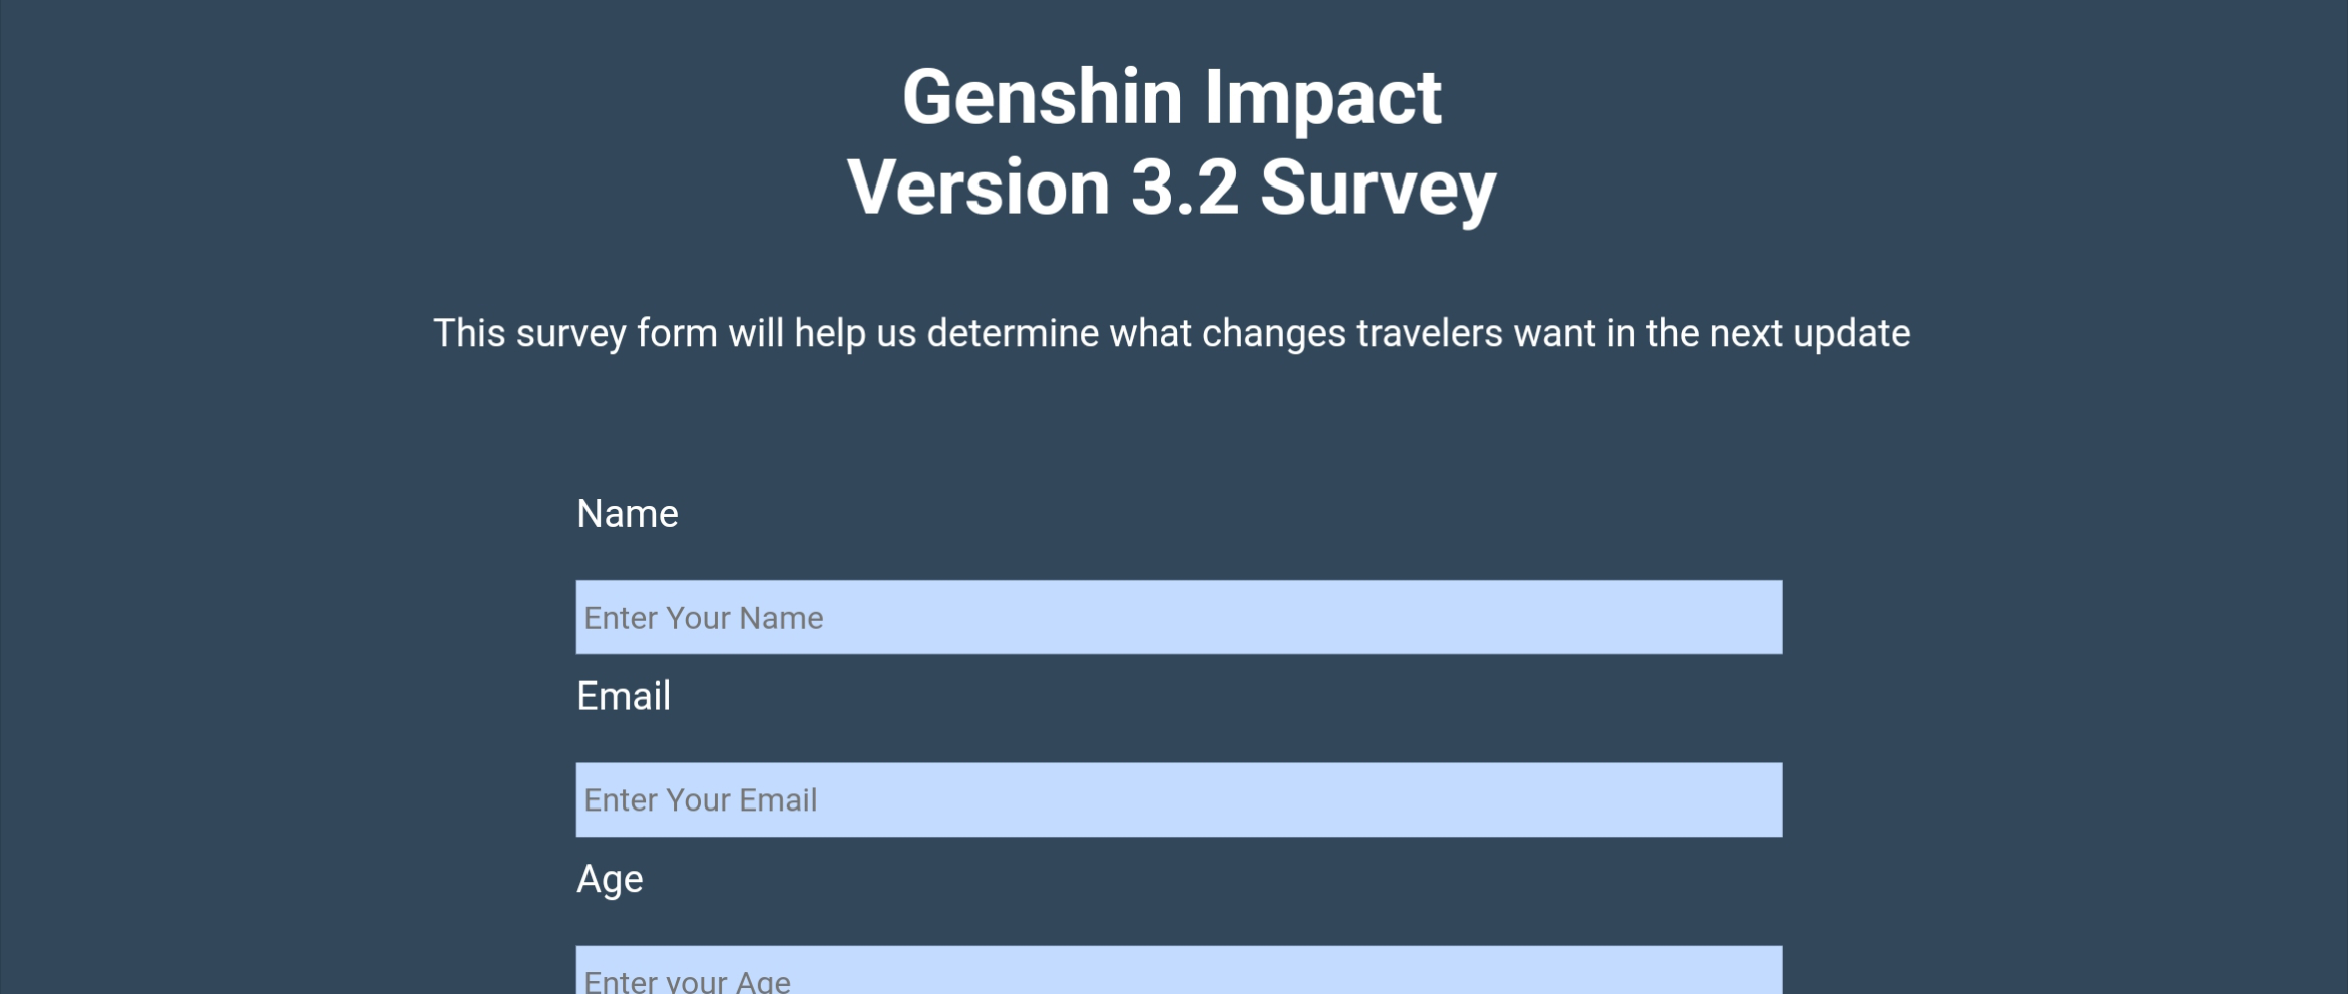 Genshin Impact
Version 3.2 Survey
This survey form will help us determine what changes travelers want in the next update
Name
Enter Your Name
Email
Enter Your Email
Age
Enter your Age